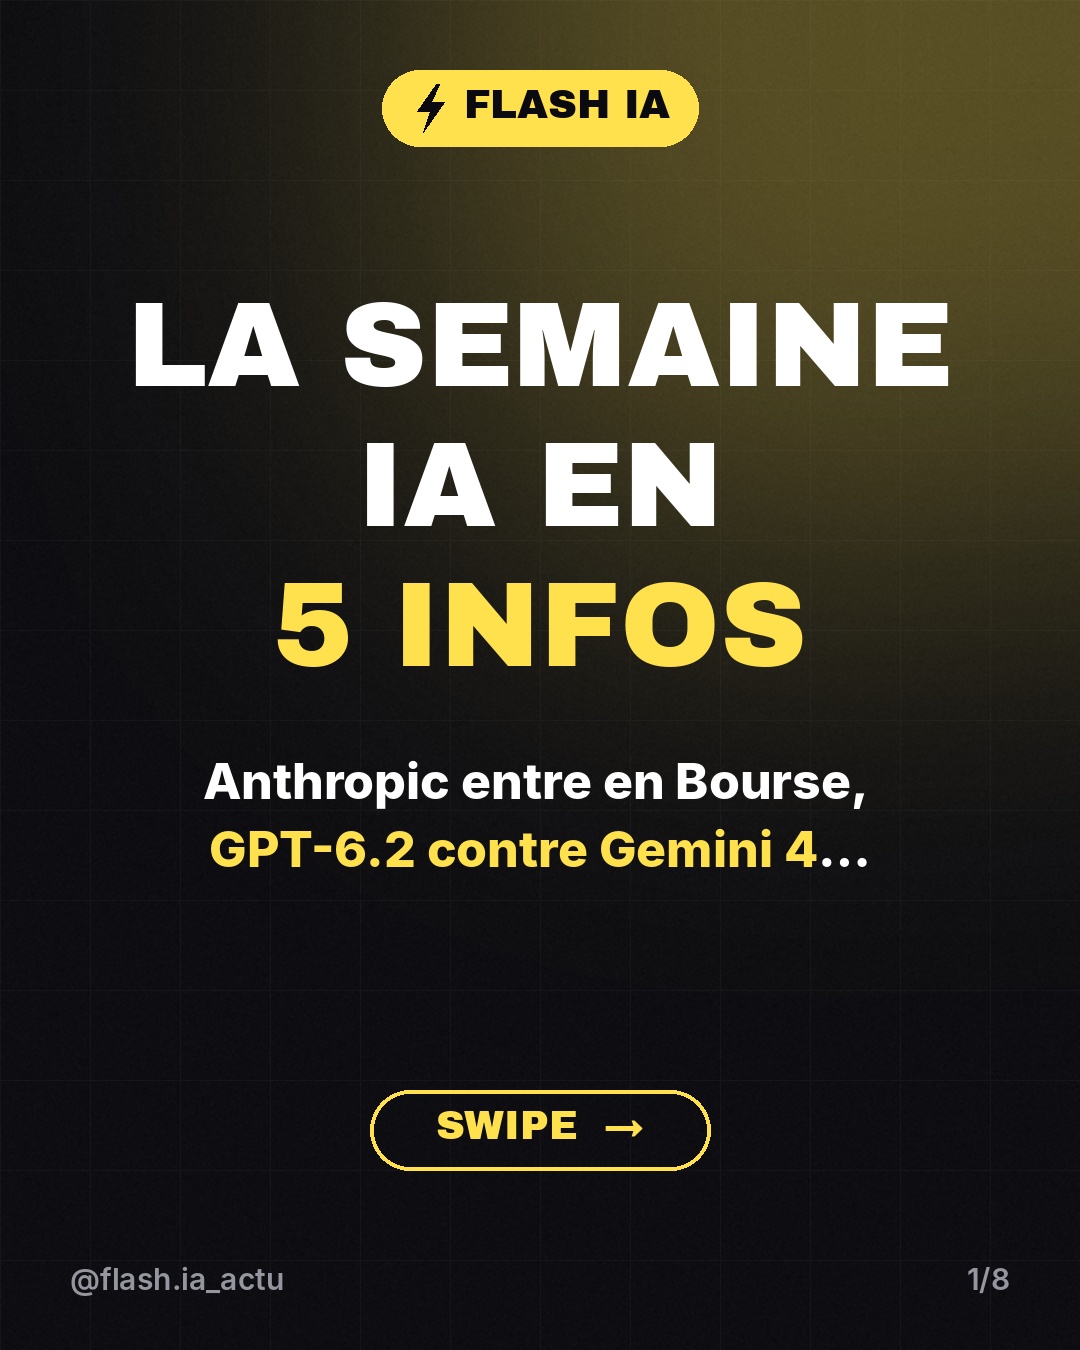 ⚡ FLASH IA
LA SEMAINE
IA EN
5 INFOS
Anthropic entre en Bourse,
GPT-6.2 contre Gemini 4...
SWIPE →
@flash.ia_actu
1/8